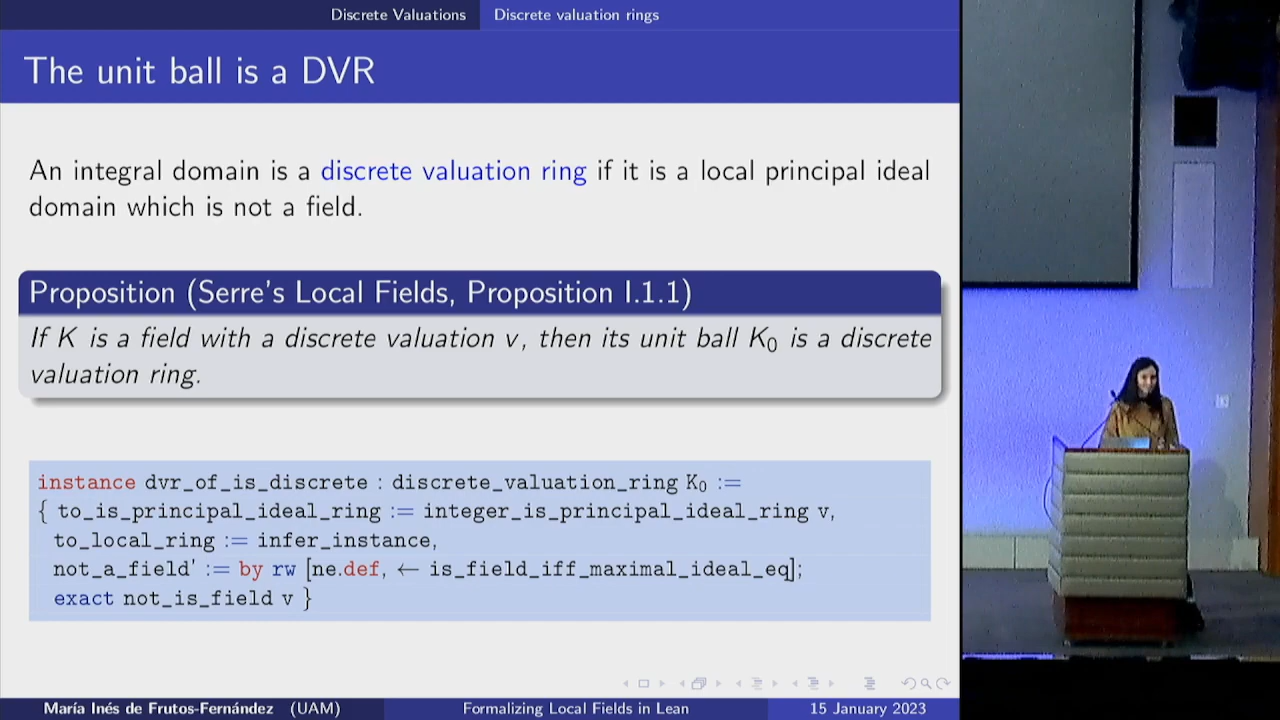 Discrete Valuations Discrete valuation rings
The unit ball is a DVR
An integral domain is a discrete valuation ring if it is a local principal ideal
domain which is not a field.
Proposition (Serre's Local Fields, Proposition I.1.1)
If K is a field with a discrete valuation v, then its unit ball K₀ is a discrete
valuation ring.
instance dvr_of_is_discrete : discrete_valuation_ring K₀ :=
{ to_is_principal_ideal_ring := integer_is_principal_ideal_ring v,
to_local_ring := infer_instance,
not_a_field' := by rw [ne.def, ← is_field_iff_maximal_ideal_eq];
exact not_is_field v }
María Inés de Frutos-Fernández (UAM) Formalizing Local Fields in Lean 15 January 2023